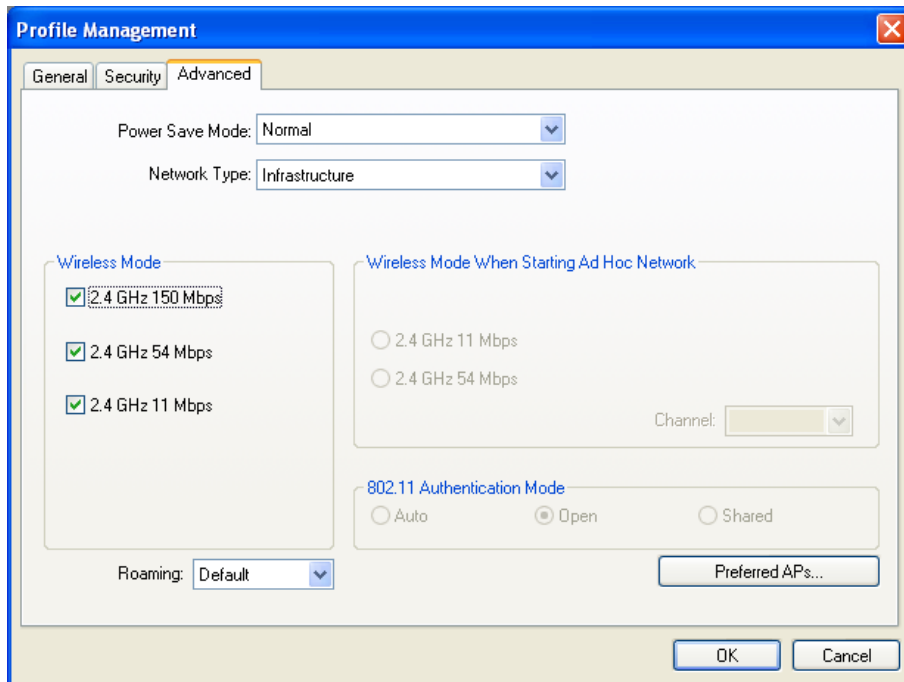 Profile Management
General Security Advanced
Power Save Mode: Normal
Network Type: Infrastructure
Wireless Mode
2.4 GHz 150 Mbps
2.4 GHz 54 Mbps
2.4 GHz 11 Mbps
Wireless Mode When Starting Ad Hoc Network
2.4 GHz 11 Mbps
2.4 GHz 54 Mbps
Channel:
802.11 Authentication Mode
Auto Open Shared
Roaming: Default
Preferred APs...
OK Cancel